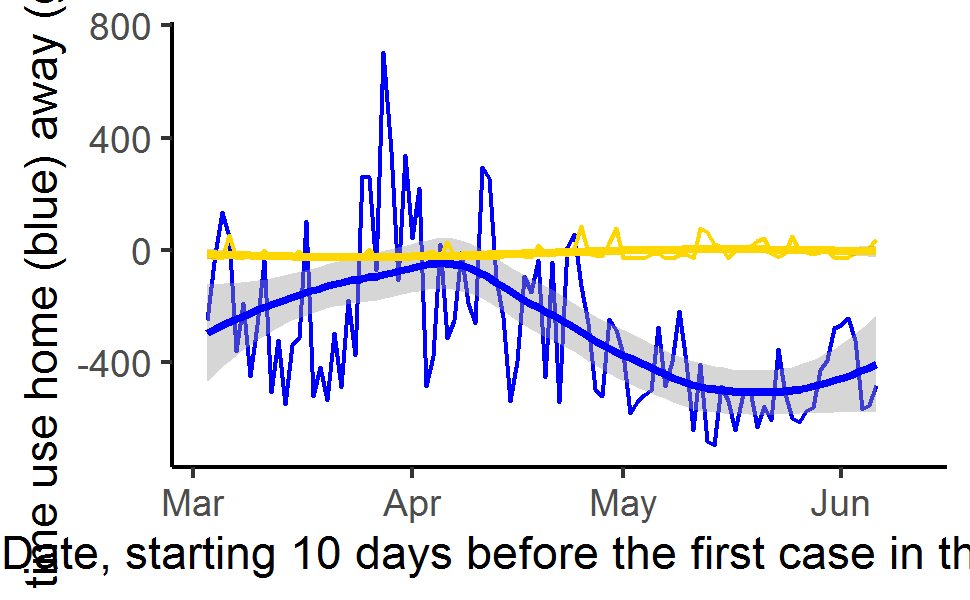 time use home (blue) away (
800
400
0
-400
Mar Apr May Jun
Date, starting 10 days before the first case in th